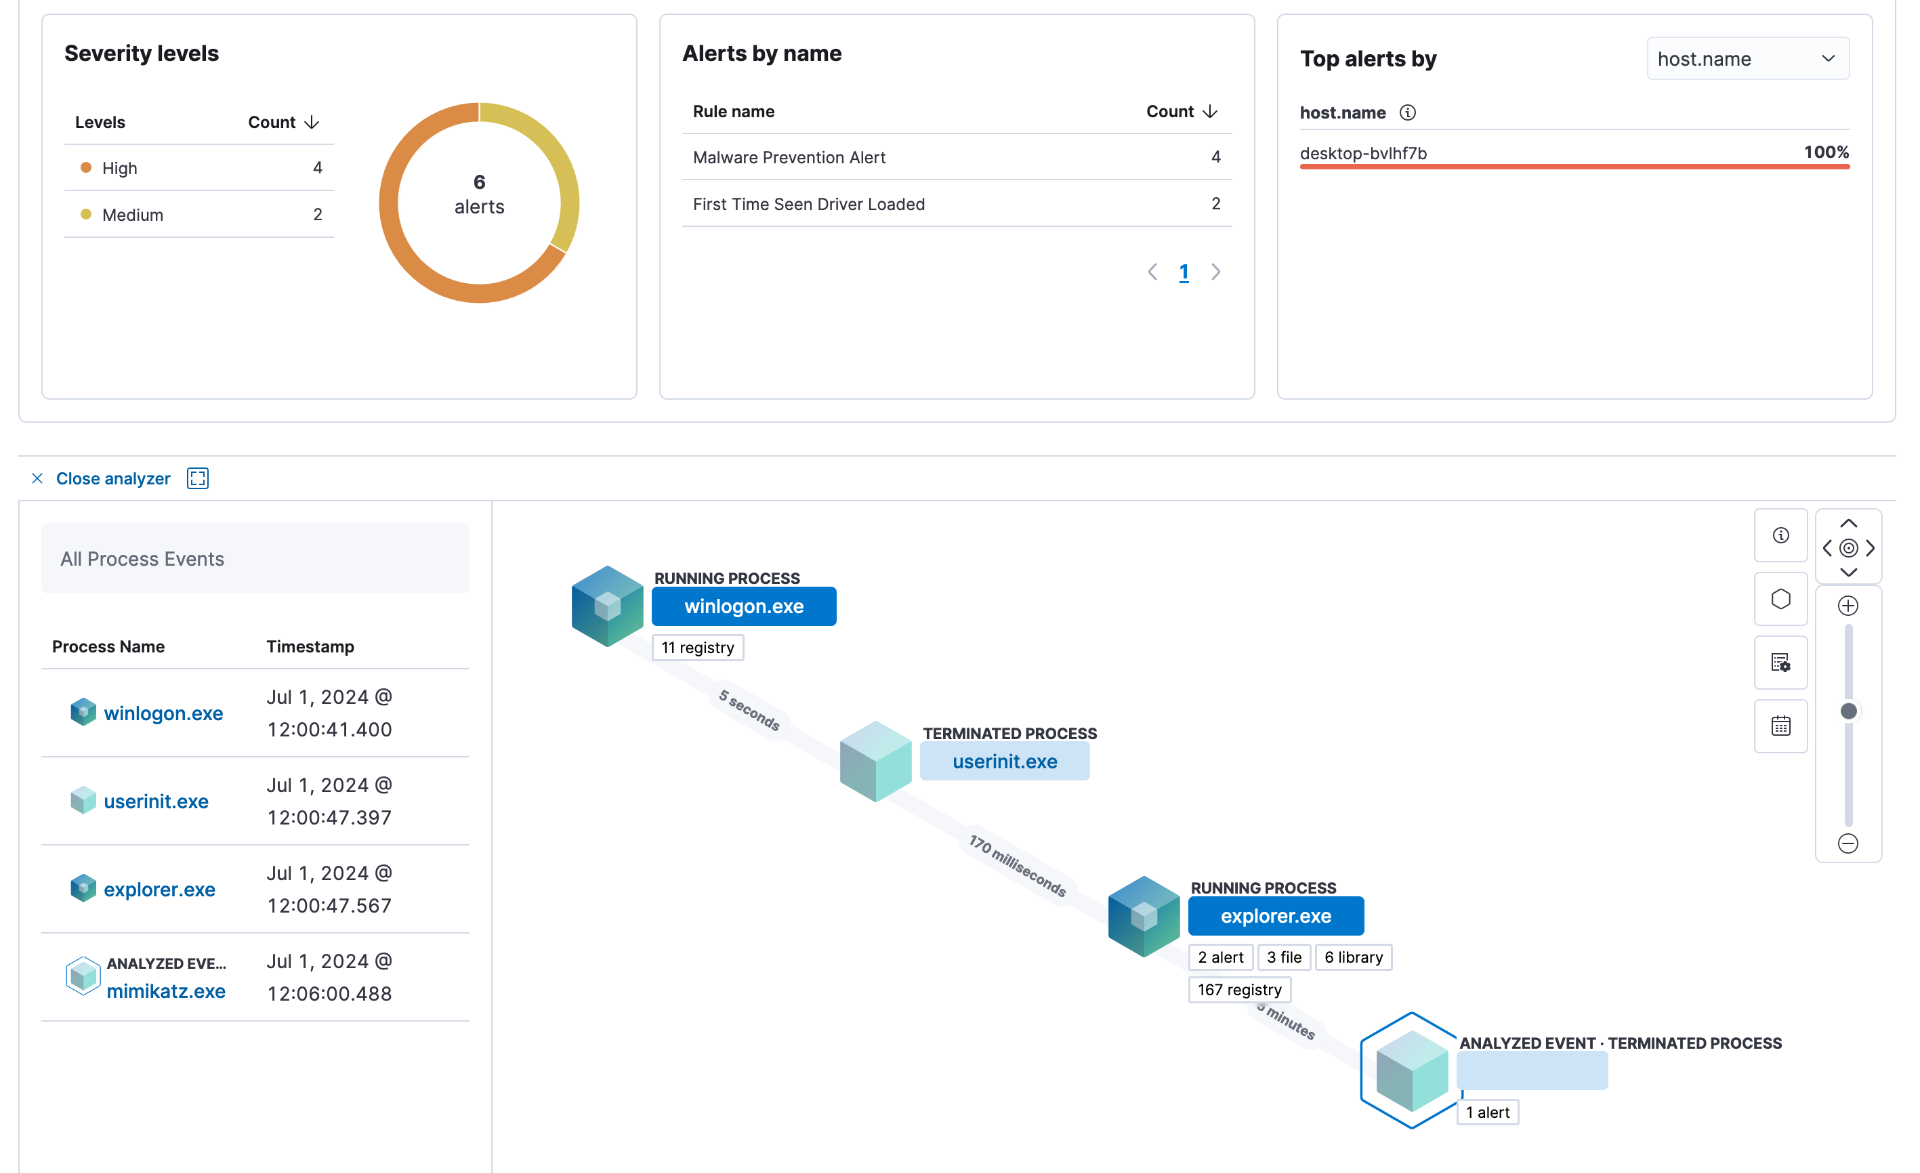 Severity levels
Levels Count
High 4
Medium 2
6
alerts
Alerts by name
Rule name Count
Malware Prevention Alert 4
First Time Seen Driver Loaded 2
1
Top alerts by host.name
host.name
desktop-bvlhf7b 100%
Close analyzer
All Process Events
Process Name Timestamp
winlogon.exe Jul 1, 2024 @
12:00:41.400
userinit.exe Jul 1, 2024 @
12:00:47.397
explorer.exe Jul 1, 2024 @
12:00:47.567
ANALYZED EVE...
mimikatz.exe Jul 1, 2024 @
12:06:00.488
RUNNING PROCESS
winlogon.exe
11 registry
5 seconds
TERMINATED PROCESS
userinit.exe
170 milliseconds
RUNNING PROCESS
explorer.exe
2 alert 3 file 6 library
167 registry
5 minutes
ANALYZED EVENT · TERMINATED PROCESS
1 alert